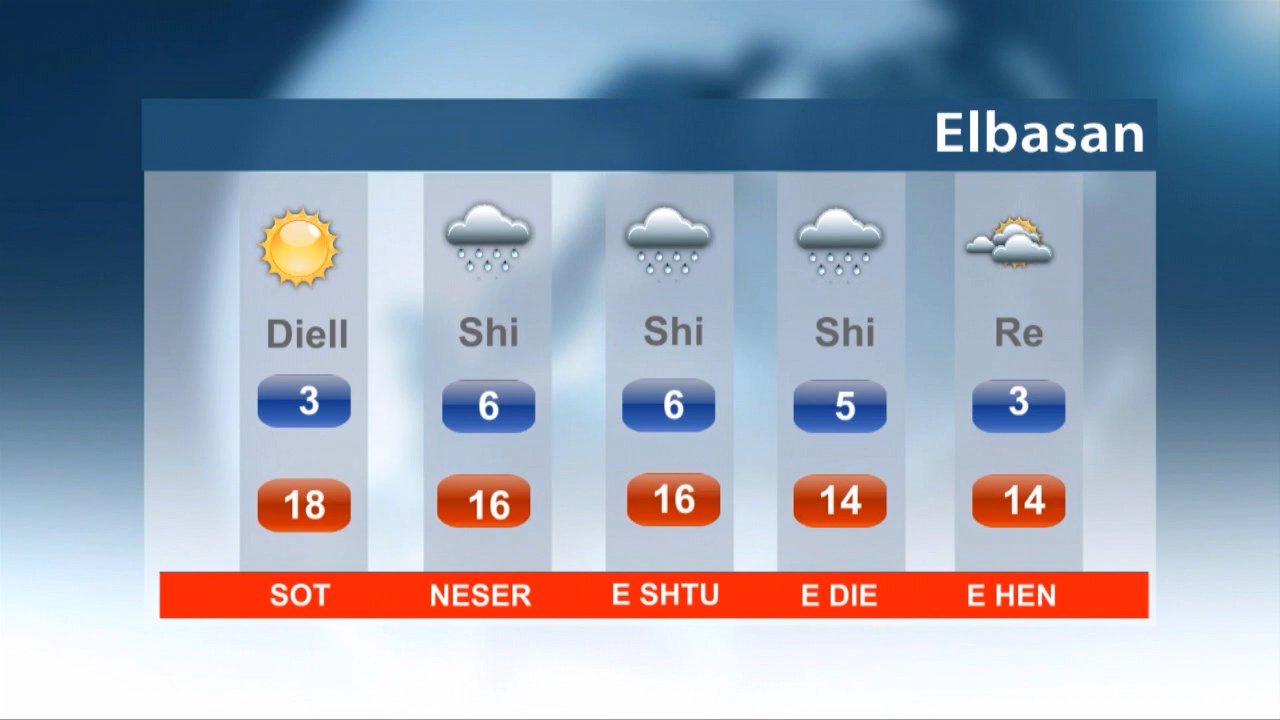 Elbasan
Diell Shi Shi Shi Re
3 6 6 5 3
18 16 16 14 14
SOT NESER E SHTU E DIE E HEN